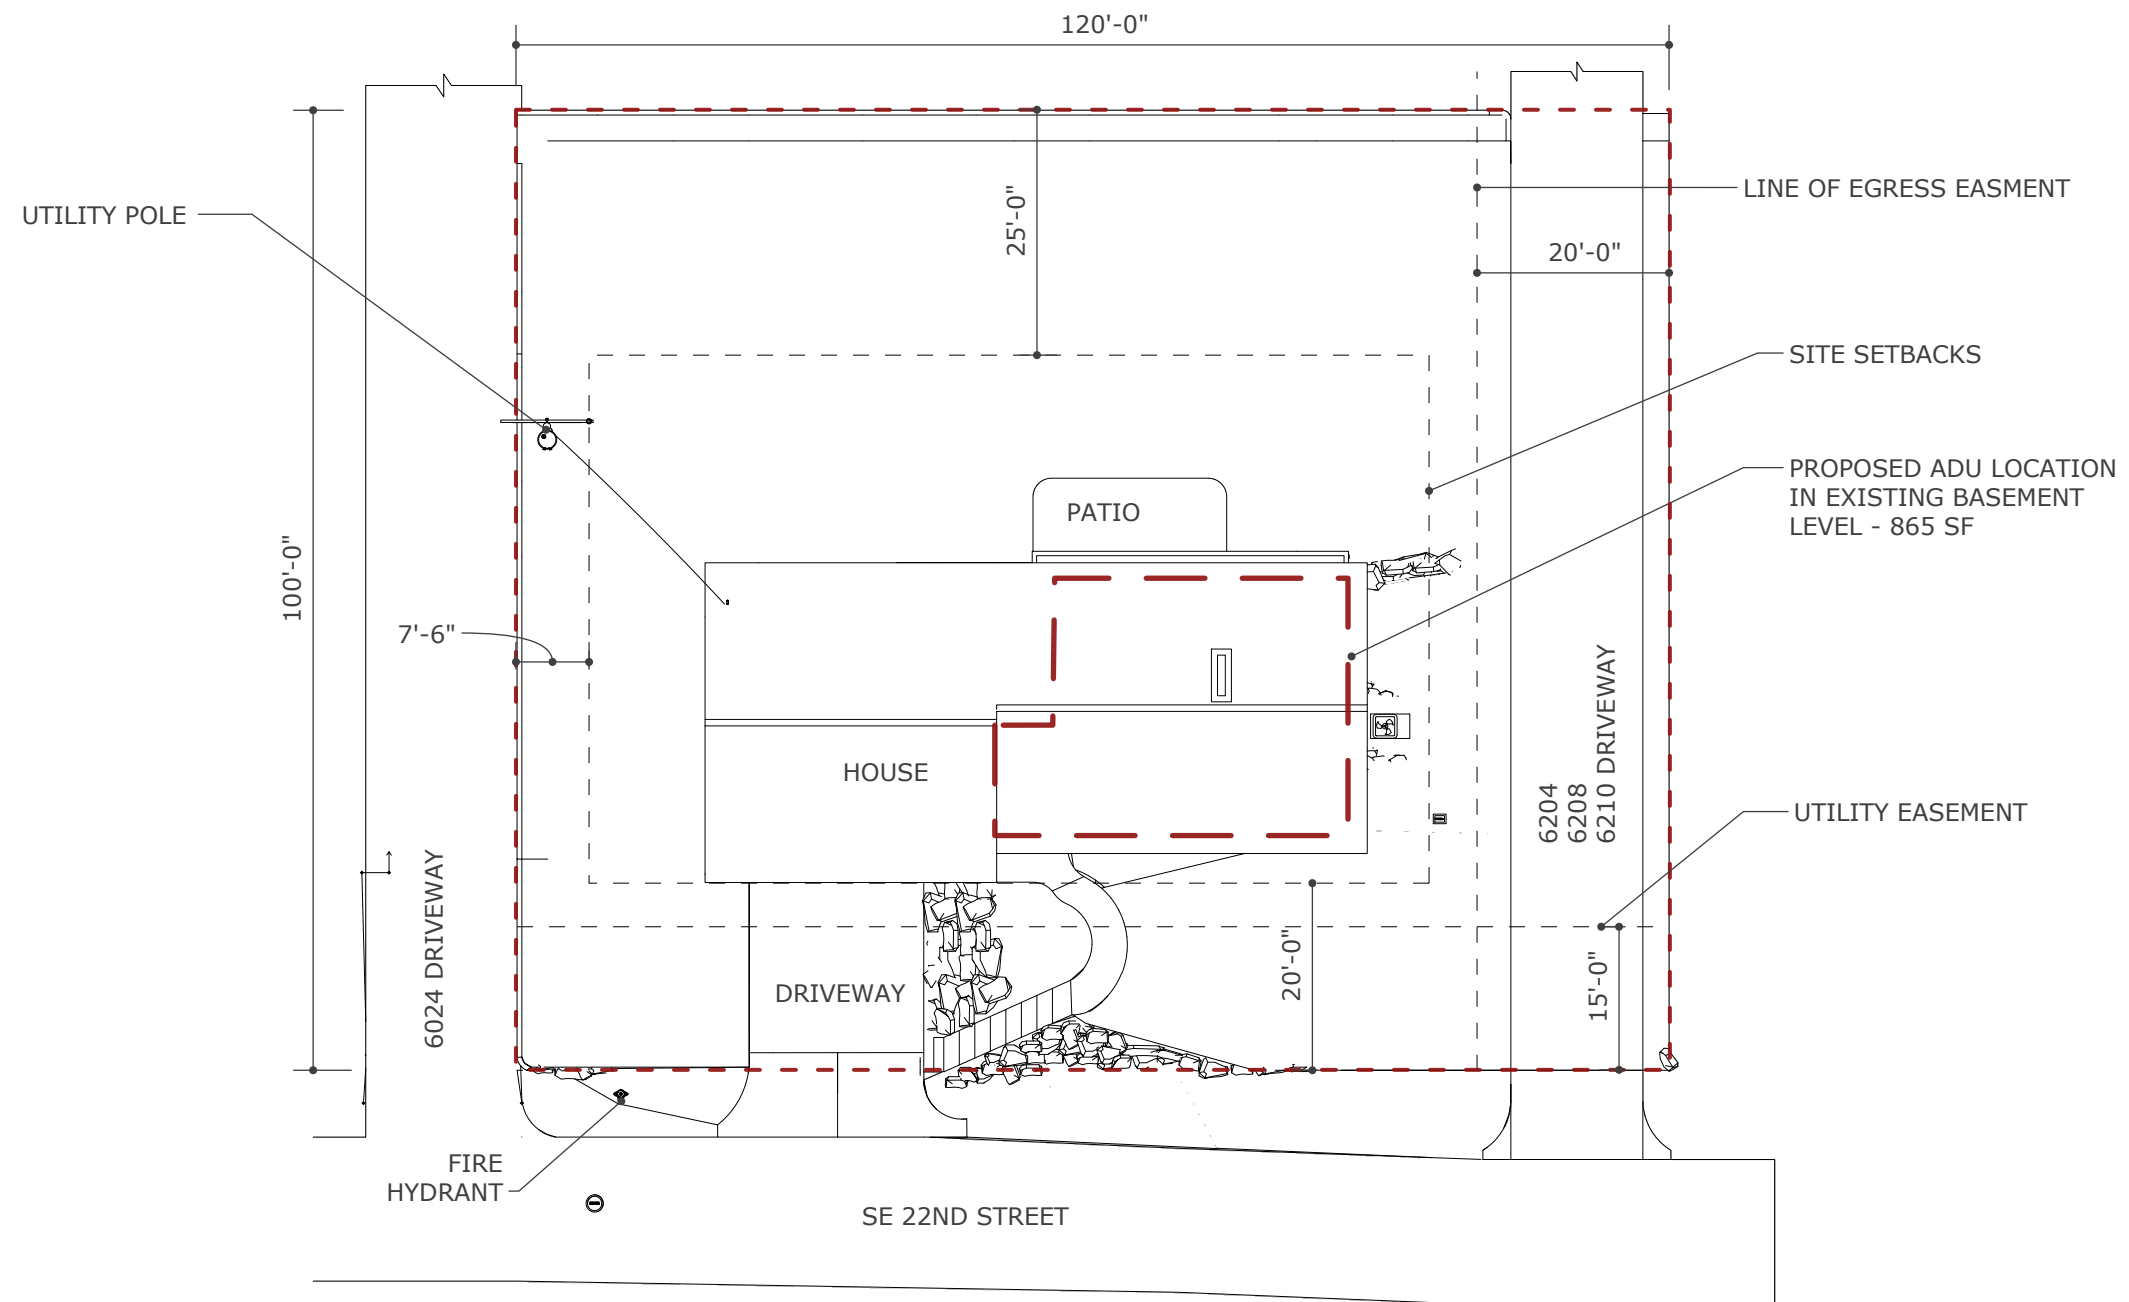 120'-0"
UTILITY POLE
25'-0"
LINE OF EGRESS EASMENT
20'-0"
SITE SETBACKS
PROPOSED ADU LOCATION
IN EXISTING BASEMENT
LEVEL - 865 SF
PATIO
100'-0"
7'-6"
HOUSE
6204
6208
6210 DRIVEWAY
UTILITY EASEMENT
6024 DRIVEWAY
DRIVEWAY
20'-0"
15'-0"
FIRE
HYDRANT
SE 22ND STREET